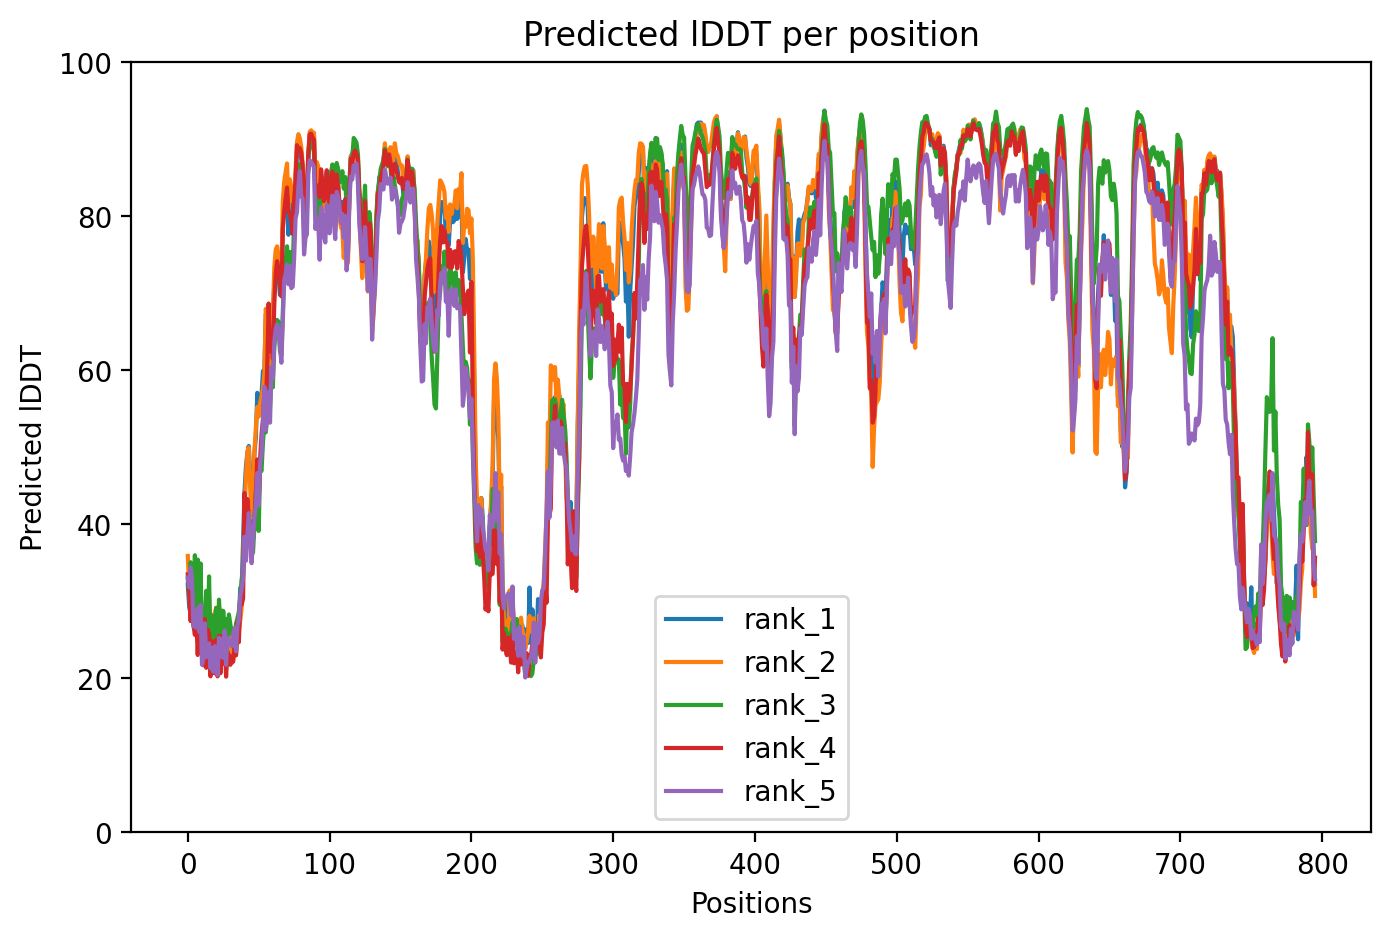 Predicted lDDT per position
100
80
60
40
20
0
Predicted lDDT
0 100 200 300 400 500 600 700 800
Positions
rank_1
rank_2
rank_3
rank_4
rank_5